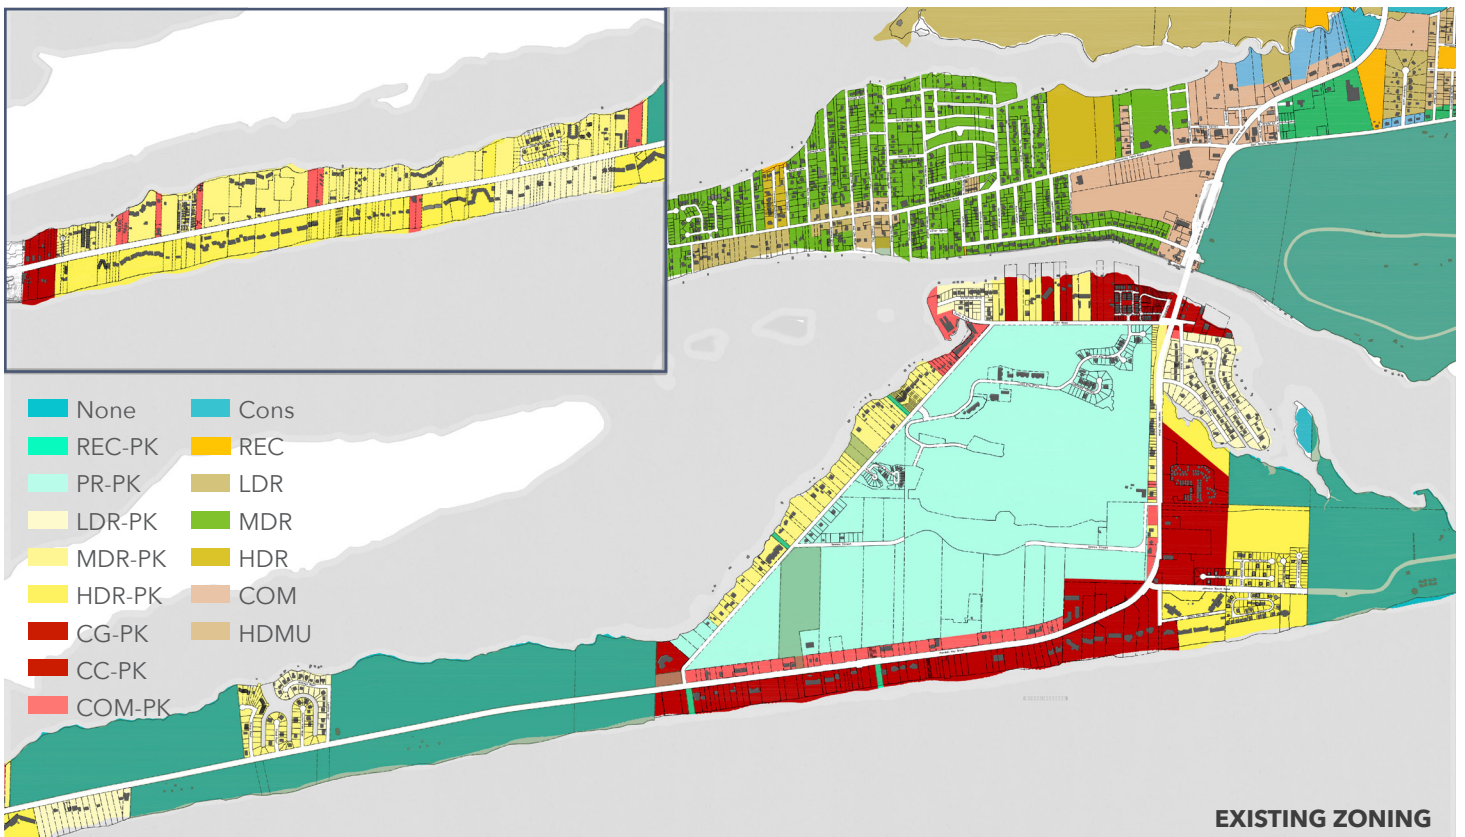 None
REC-PK
PR-PK
LDR-PK
MDR-PK
HDR-PK
CG-PK
CC-PK
COM-PK
Cons
REC
LDR
MDR
HDR
COM
HDMU
EXISTING ZONING